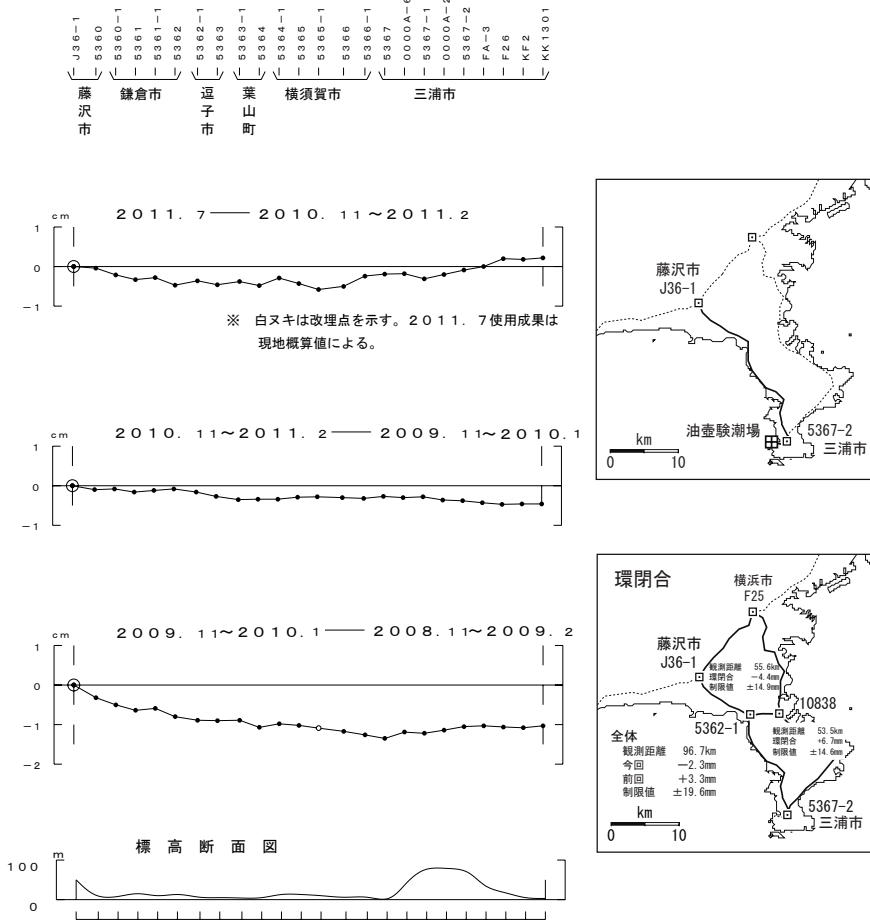 J36-1
5360
5360-1
5361
5361-1
5362
5362-1
5363
5363-1
5364
5364-1
5365
5365-1
5366
5366-1
5367
0000A-6
5367-1
0000A-2
5367-2
FA-3
F26
KF2
KK1301
藤沢市
鎌倉市
逗子市
葉山町
横須賀市
三浦市
2011. 7―― 2010. 11~2011. 2
cm
1
0
-1
※ 白ヌキは改埋点を示す。2011. 7使用成果は
現地概算値による。
2010. 11~2011. 2―― 2009. 11~2010. 1
cm
1
0
-1
2009. 11~2010. 1―― 2008. 11~2009. 2
cm
1
0
-1
-2
標 高 断 面 図
m
100
0
藤沢市
J36-1
油壺験潮場
5367-2
三浦市
km
0 10
環閉合
横浜市
F25
藤沢市
J36-1
観測距離 55.6km
環閉合 -4.4mm
制限値 ±14.9mm
10838
5362-1
観測距離 53.5km
環閉合 +6.7mm
制限値 ±14.6mm
全体
観測距離 96.7km
今回 -2.3mm
前回 +3.3mm
制限値 ±19.6mm
km
0 10
5367-2
三浦市